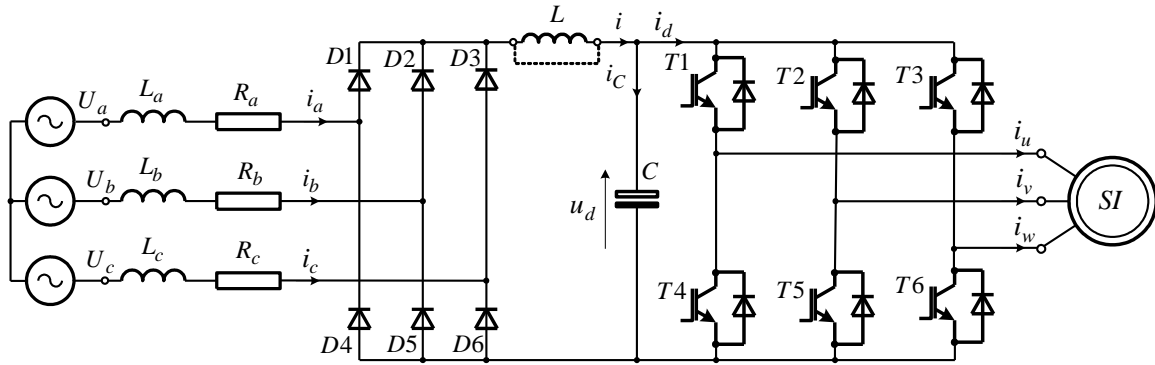 L i i_d
D1 D2 D3 T1 T2 T3
i_C
U_a L_a R_a i_a
i_u
U_b L_b R_b i_b C i_v
u_d SI
U_c L_c R_c i_c i_w
T4 T5 T6
D4 D5 D6